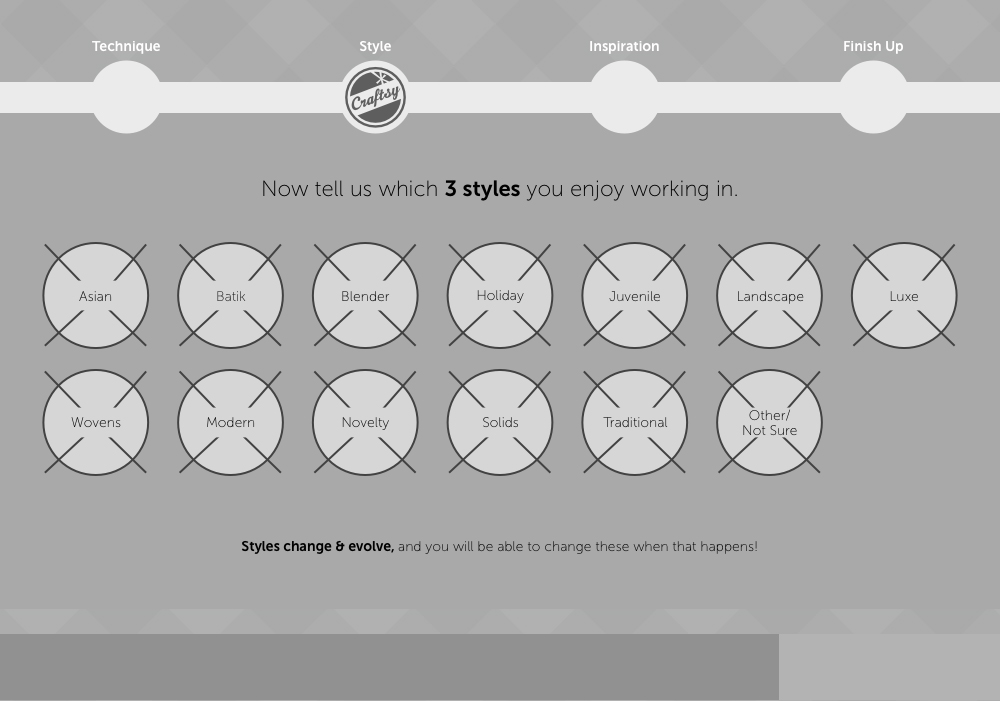 Technique Style Inspiration Finish Up
Craftsy
Now tell us which 3 styles you enjoy working in.
Asian Batik Blender Holiday Juvenile Landscape Luxe
Wovens Modern Novelty Solids Traditional Other/
Not Sure
Styles change & evolve, and you will be able to change these when that happens!